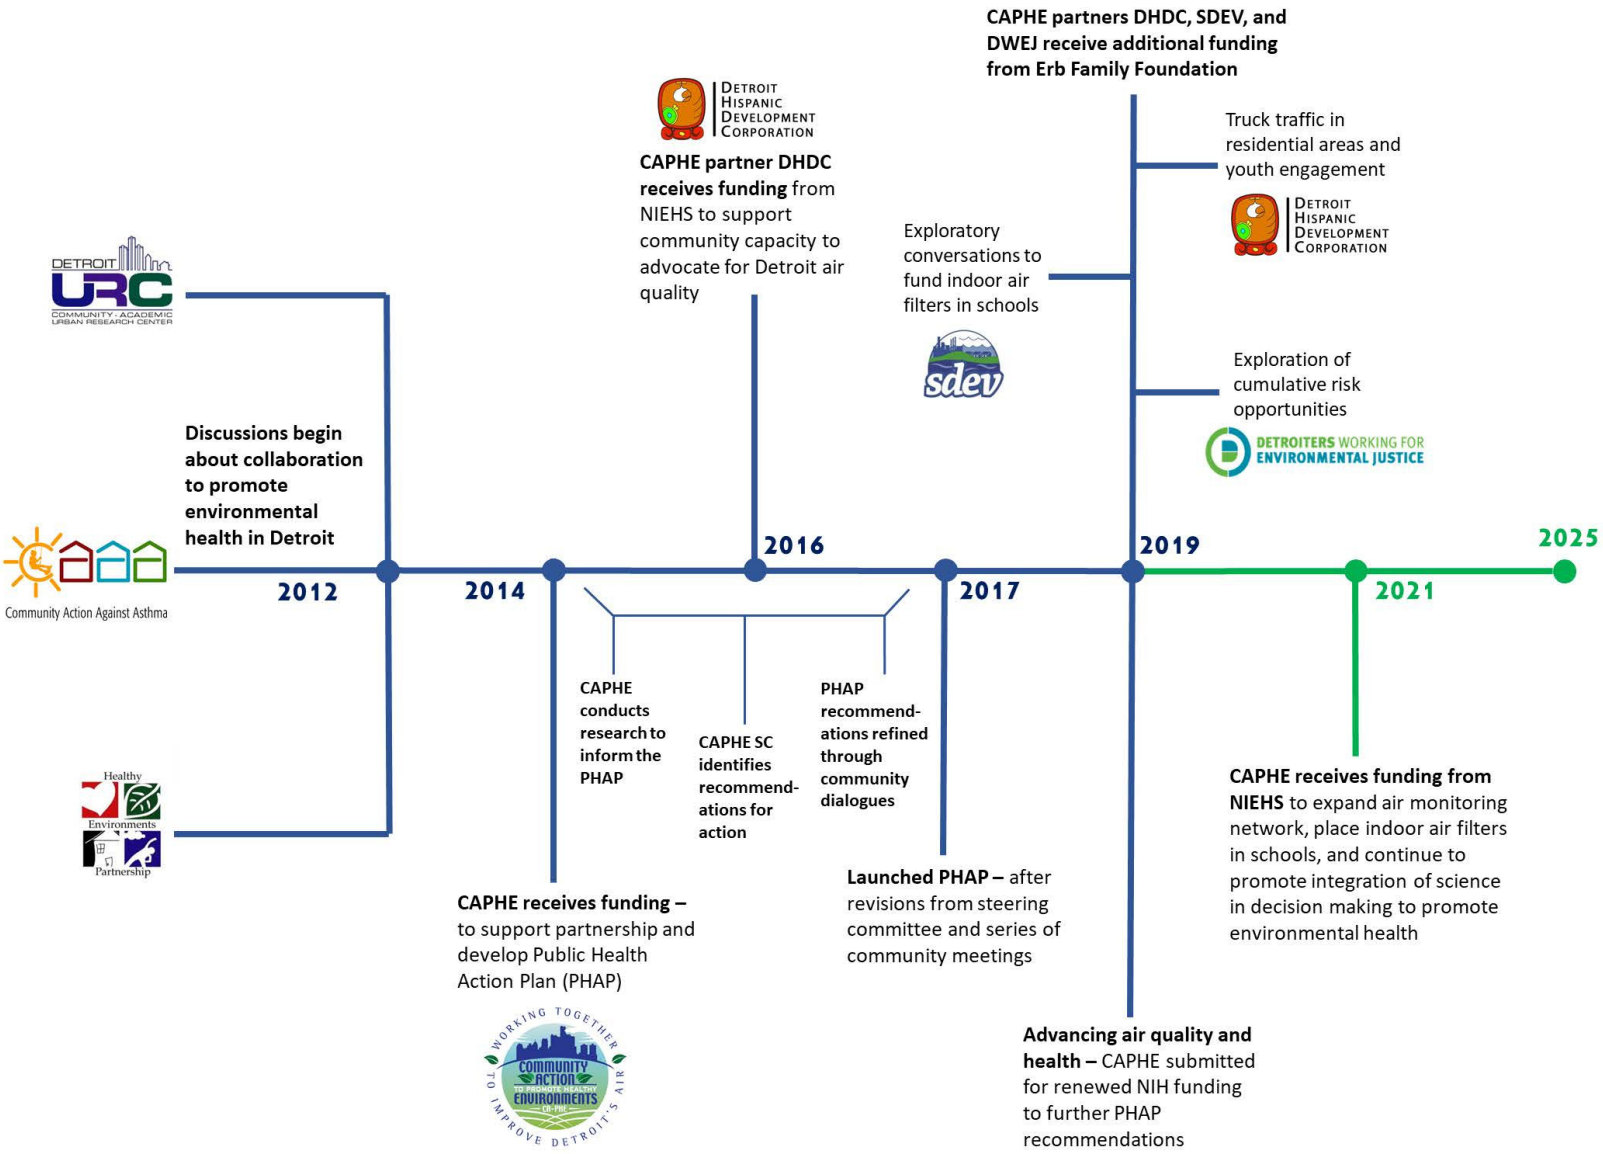 CAPHE partners DHDC, SDEV, and
DWEJ receive additional funding
from Erb Family Foundation
DETROIT
HISPANIC
DEVELOPMENT
CORPORATION
CAPHE partner DHDC
receives funding from
NIEHS to support
community capacity to
advocate for Detroit air
quality
Truck traffic in
residential areas and
youth engagement
DETROIT
HISPANIC
DEVELOPMENT
CORPORATION
Exploratory
conversations to
fund indoor air
filters in schools
sdev
Exploration of
cumulative risk
opportunities
DETROITERS WORKING FOR
ENVIRONMENTAL JUSTICE
DETROIT
URC
COMMUNITY-ACADEMIC
URBAN RESEARCH CENTER
Discussions begin
about collaboration
to promote
environmental
health in Detroit
Community Action Against Asthma
2012
2014
2016
2017
2019
2021
2025
Healthy
Environments
Partnership
CAPHE
conducts
research to
inform the
PHAP
CAPHE SC
identifies
recommend-
ations for
action
PHAP
recommend-
ations refined
through
community
dialogues
CAPHE receives funding –
to support partnership and
develop Public Health
Action Plan (PHAP)
WORKING TOGETHER
TO IMPROVE DETROIT'S AIR
COMMUNITY
ACTION
TO PROMOTE HEALTHY
ENVIRONMENTS
CA-PHE
Launched PHAP – after
revisions from steering
committee and series of
community meetings
Advancing air quality and
health – CAPHE submitted
for renewed NIH funding
to further PHAP
recommendations
CAPHE receives funding from
NIEHS to expand air monitoring
network, place indoor air filters
in schools, and continue to
promote integration of science
in decision making to promote
environmental health